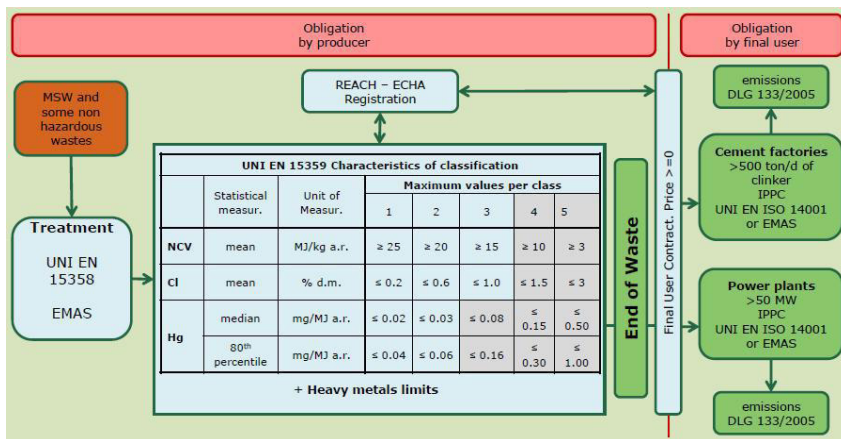 Obligation
by producer
Obligation
by final user
MSW and
some non
hazardous
wastes
Treatment
UNI EN
15358
EMAS
REACH – ECHA
Registration
UNI EN 15359 Characteristics of classification
Statistical
measur.
Unit of
Measur.
Maximum values per class
1 2 3 4 5
NCV mean MJ/kg a.r. ≥ 25 ≥ 20 ≥ 15 ≥ 10 ≥ 3
Cl mean % d.m. ≤ 0.2 ≤ 0.6 ≤ 1.0 ≤ 1.5 ≤ 3
Hg
median mg/MJ a.r. ≤ 0.02 ≤ 0.03 ≤ 0.08 ≤ 0.15 ≤ 0.50
80th
percentile
mg/MJ a.r. ≤ 0.04 ≤ 0.06 ≤ 0.16 ≤ 0.30 ≤ 1.00
+ Heavy metals limits
End of Waste
Final User Contract. Price >=0
emissions
DLG 133/2005
Cement factories
>500 ton/d of
clinker
IPPC
UNI EN ISO 14001
or EMAS
Power plants
>50 MW
IPPC
UNI EN ISO 14001
or EMAS
emissions
DLG 133/2005